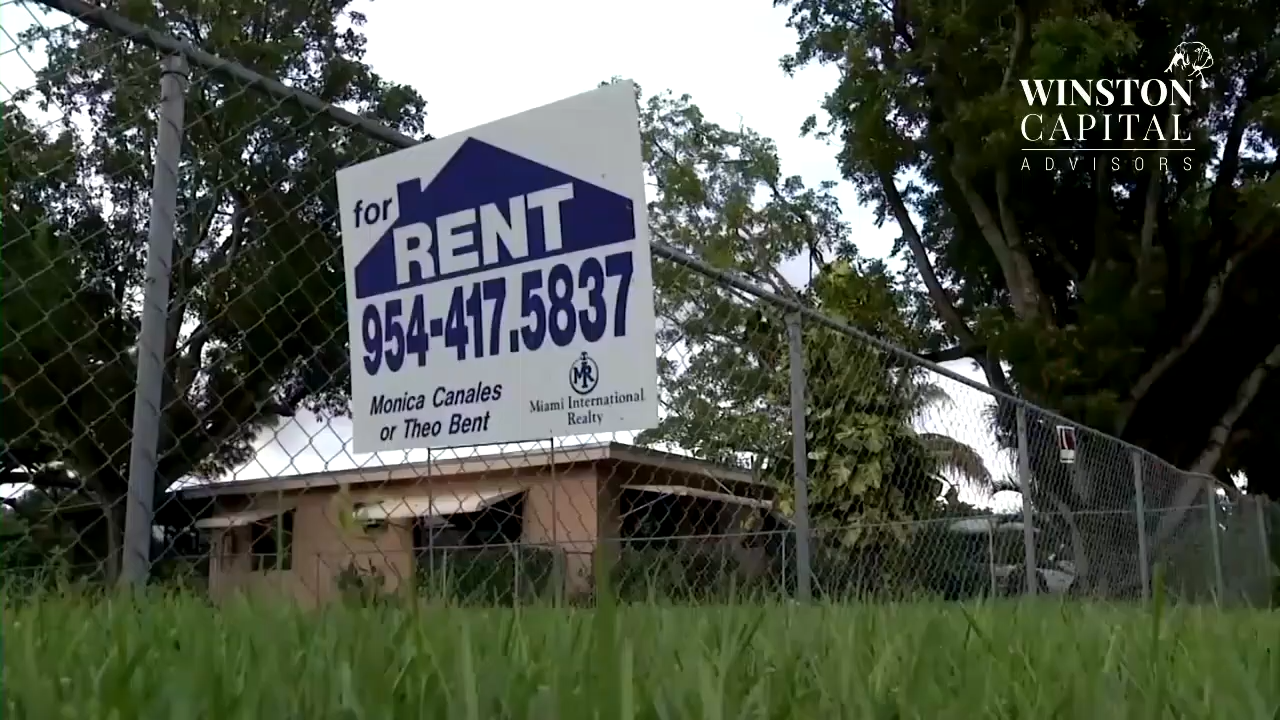 WINSTON
CAPITAL
ADVISORS
for
RENT
954-417.5837
Monica Canales
or Theo Bent
MR
Miami International
Realty